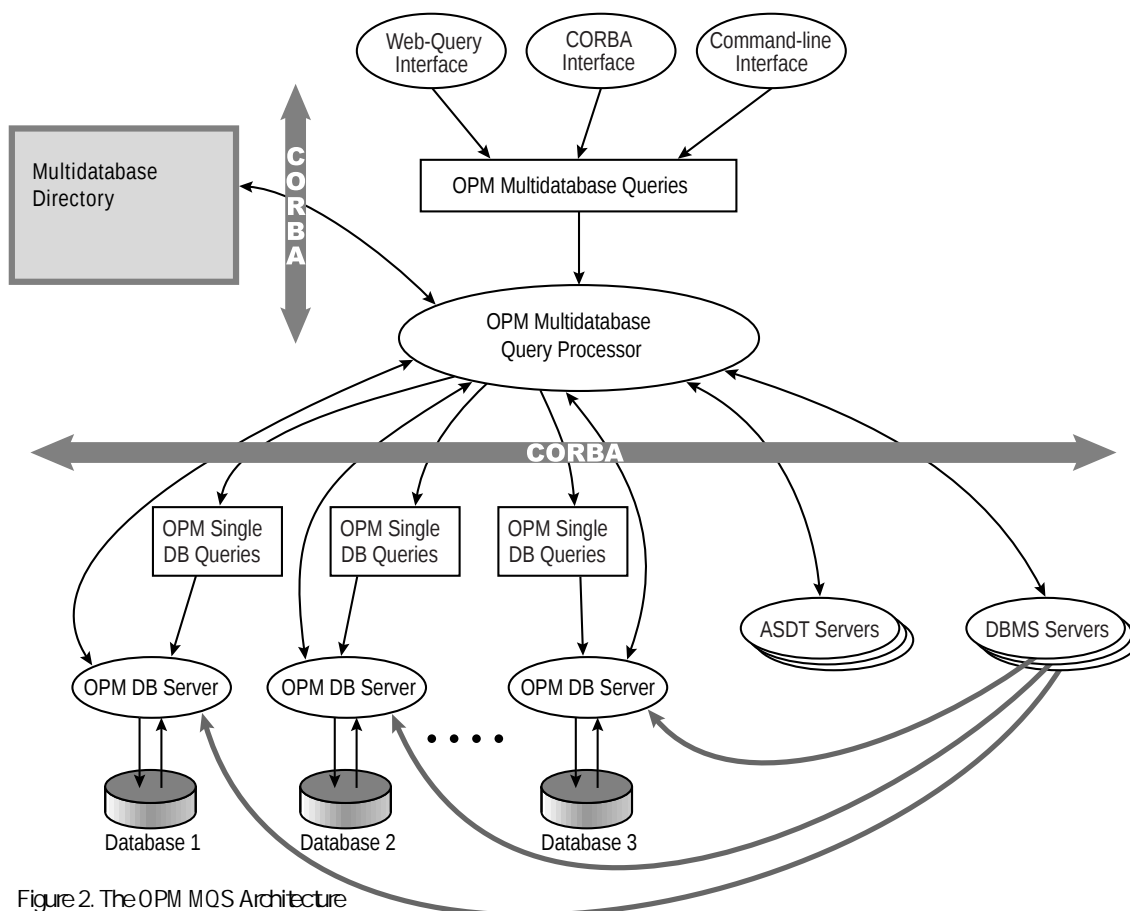 Web-Query
Interface
CORBA
Interface
Command-line
Interface
Multidatabase
Directory
CORBA
OPM Multidatabase Queries
OPM Multidatabase
Query Processor
CORBA
OPM Single
DB Queries
OPM Single
DB Queries
OPM Single
DB Queries
ASDT Servers
DBMS Servers
OPM DB Server
OPM DB Server
OPM DB Server
Database 1
Database 2
Database 3
Figure 2. The OPM MQS Architecture